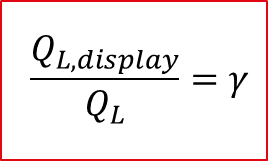 Q_{L,display} / Q_L = γ